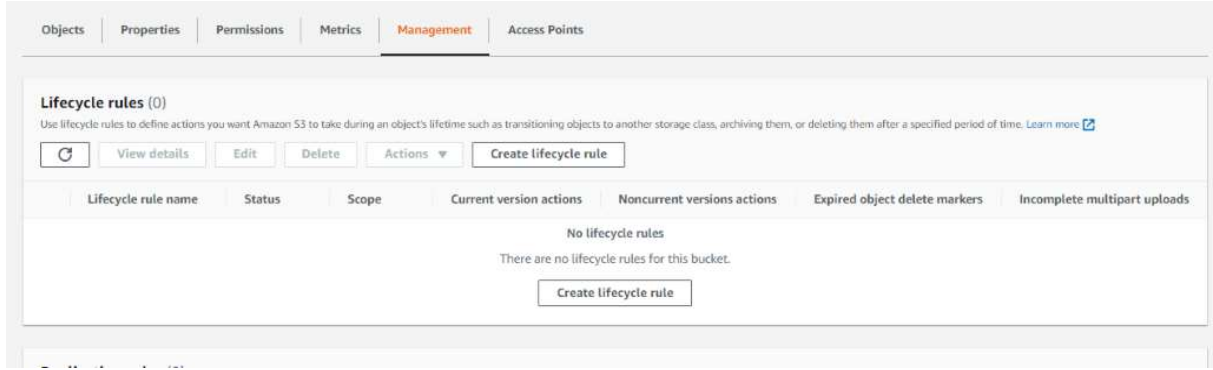 Objects Properties Permissions Metrics Management Access Points
Lifecycle rules (0)
Use lifecycle rules to define actions you want Amazon S3 to take during an object's lifetime such as transitioning objects to another storage class, archiving them, or deleting them after a specified period of time. Learn more
View details Edit Delete Actions Create lifecycle rule
Lifecycle rule name Status Scope Current version actions Noncurrent versions actions Expired object delete markers Incomplete multipart uploads
No lifecycle rules
There are no lifecycle rules for this bucket.
Create lifecycle rule